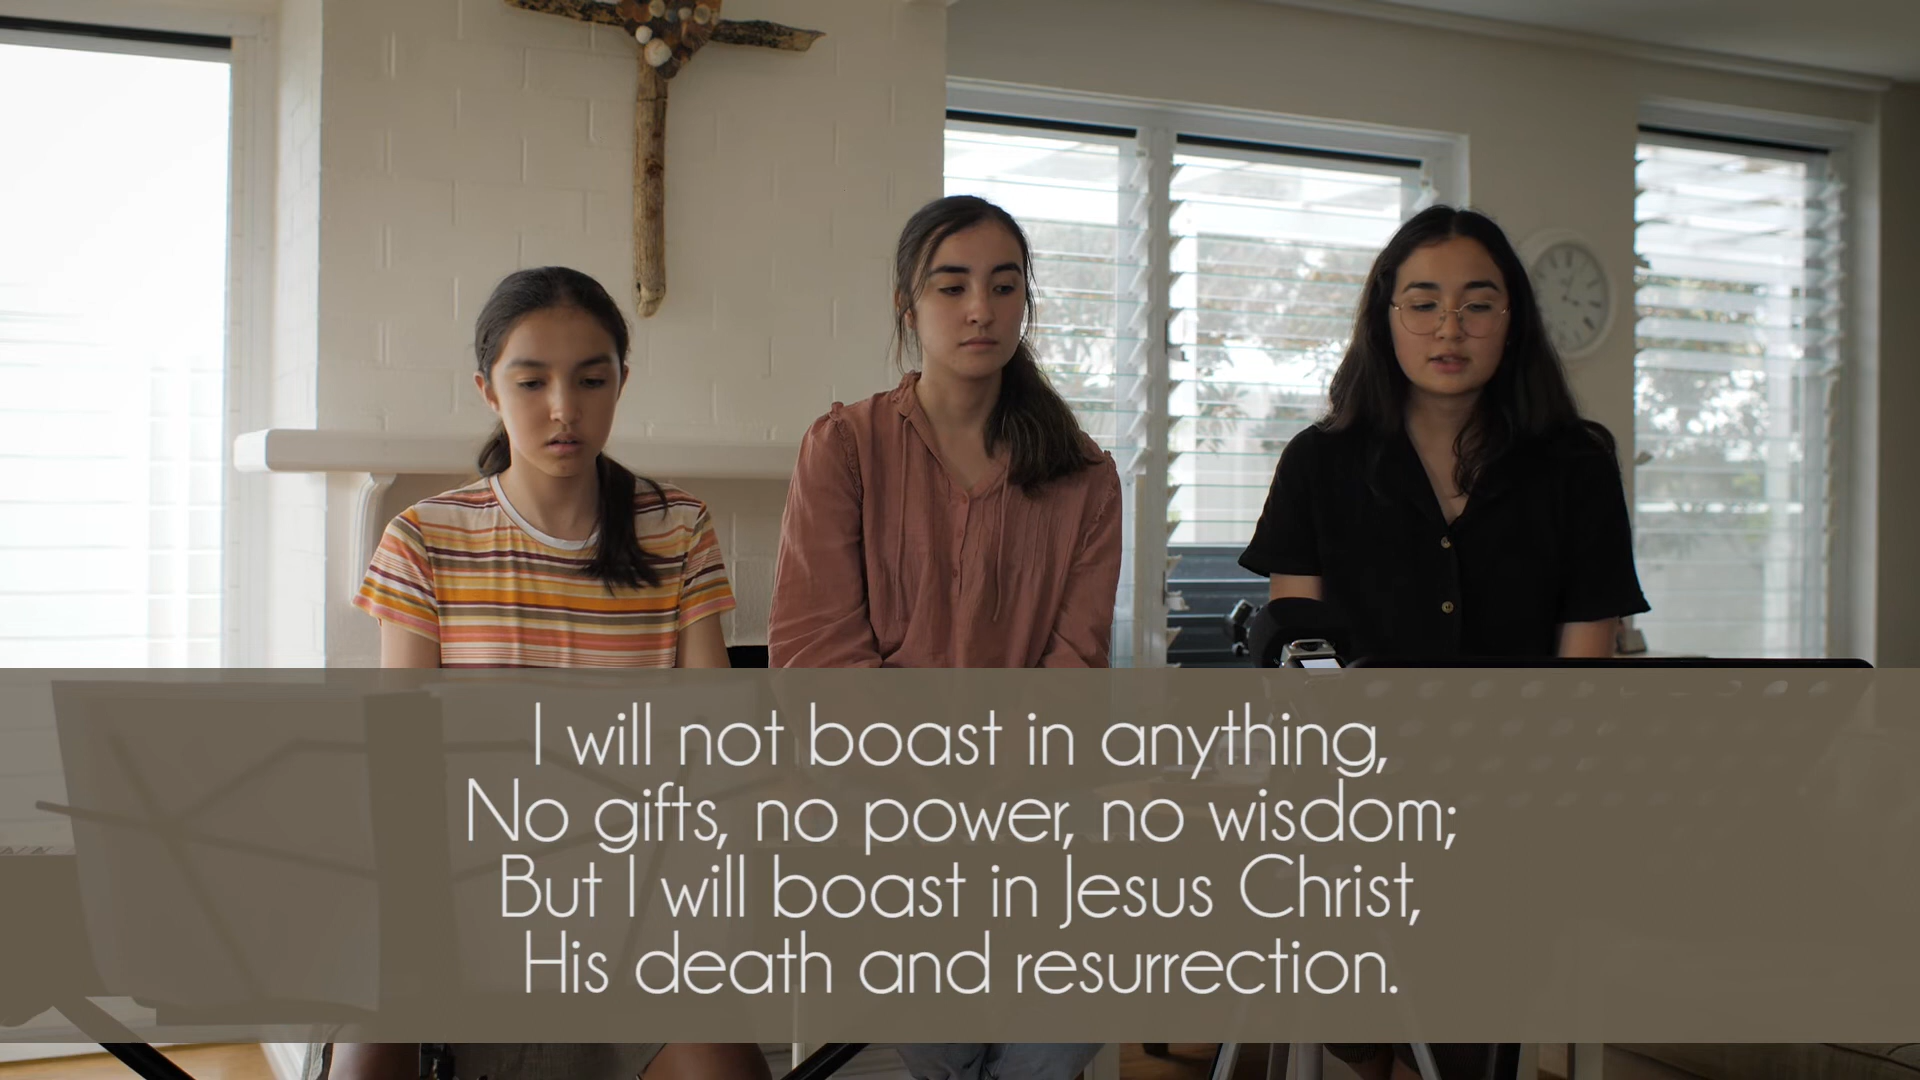 I will not boast in anything,
No gifts, no power, no wisdom;
But I will boast in Jesus Christ,
His death and resurrection.